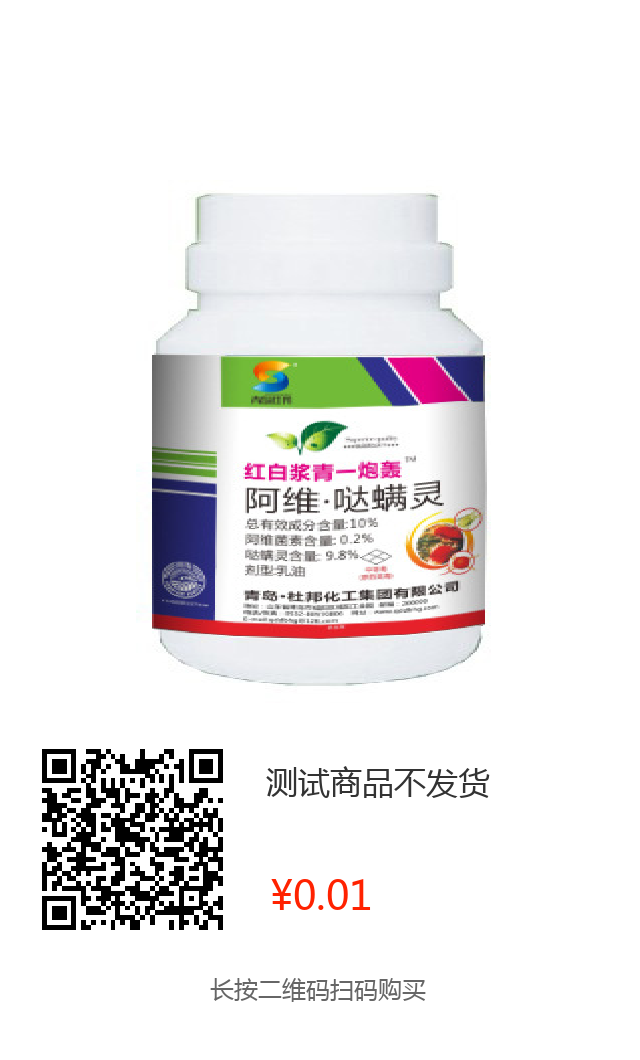 红白浆青一炮轰™
阿维·哒螨灵
总有效成分含量:10%
阿维菌素含量: 0.2%
哒螨灵含量: 9.8%
剂型:乳油
青岛·杜邦化工集团有限公司
测试商品不发货
¥0.01
长按二维码扫码购买